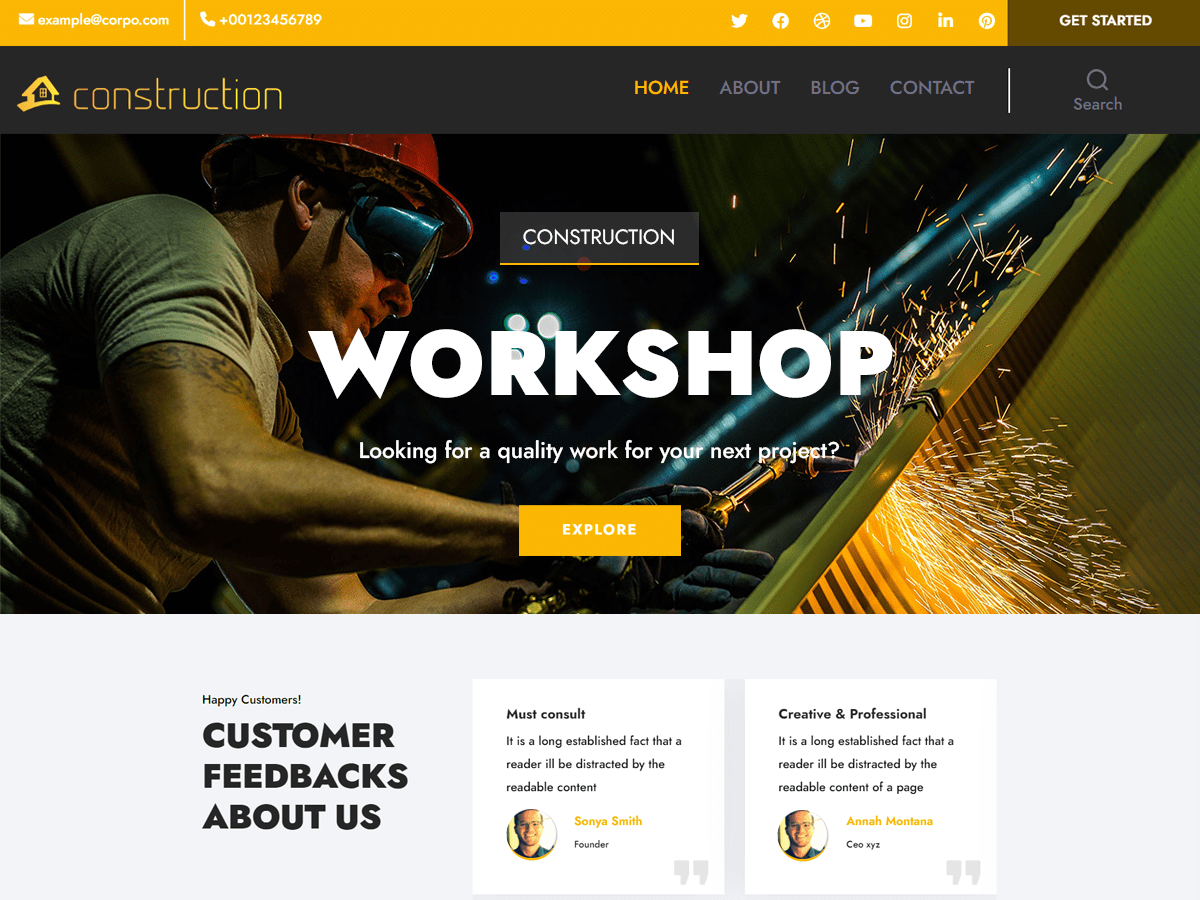 example@corpo.com
+00123456789
GET STARTED
construction
HOME
ABOUT
BLOG
CONTACT
Search
CONSTRUCTION
WORKSHOP
Looking for a quality work for your next project?
EXPLORE
Happy Customers!
CUSTOMER
FEEDBACKS
ABOUT US
Must consult
It is a long established fact that a
reader ill be distracted by the
readable content
Sonya Smith
Founder
Creative & Professional
It is a long established fact that a
reader ill be distracted by the
readable content of a page
Annah Montana
Ceo xyz